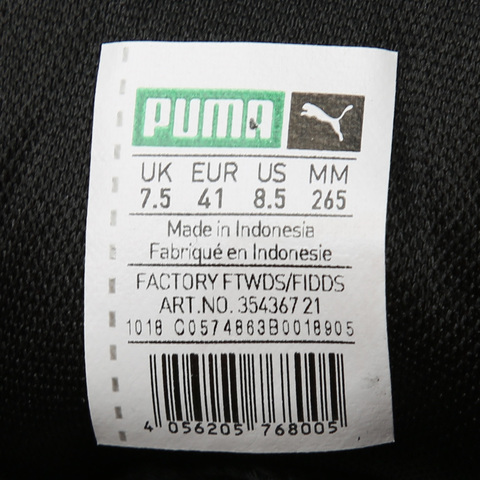 PUMA
UK EUR US MM
7.5 41 8.5 265
Made in Indonesia
Fabriqué en Indonesie
FACTORY FTWDS/FIDDS
ART.NO. 354367 21
1018 C0574863B0018905
4 056205 768005